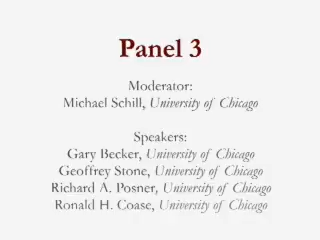 Panel 3
Moderator:
Michael Schill, University of Chicago
Speakers:
Gary Becker, University of Chicago
Geoffrey Stone, University of Chicago
Richard A. Posner, University of Chicago
Ronald H. Coase, University of Chicago